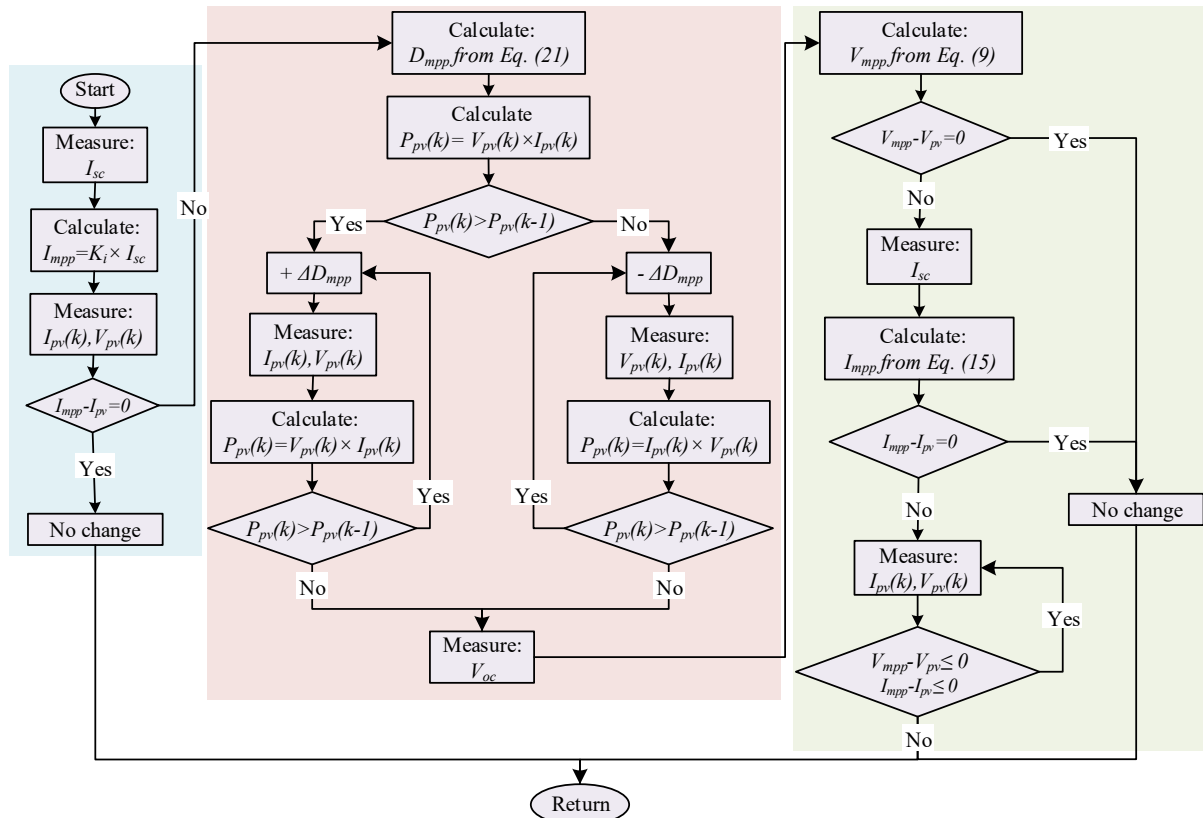 Start
Measure:
I_sc
Calculate:
I_mpp=K_i× I_sc
Measure:
I_pv(k),V_pv(k)
I_mpp-I_pv=0
Yes
No change
No
Calculate:
D_mpp from Eq. (21)
Calculate
P_pv(k)= V_pv(k)×I_pv(k)
P_pv(k)>P_pv(k-1)
Yes
No
+ ΔD_mpp
Measure:
I_pv(k),V_pv(k)
Calculate:
P_pv(k)=V_pv(k)× I_pv(k)
P_pv(k)>P_pv(k-1)
Yes
No
- ΔD_mpp
Measure:
V_pv(k), I_pv(k)
Calculate:
P_pv(k)=I_pv(k)× V_pv(k)
P_pv(k)>P_pv(k-1)
Yes
No
Measure:
V_oc
Calculate:
V_mpp from Eq. (9)
V_mpp-V_pv=0
Yes
No
Measure:
I_sc
Calculate:
I_mpp from Eq. (15)
I_mpp-I_pv=0
Yes
No change
No
Measure:
I_pv(k),V_pv(k)
Yes
V_mpp-V_pv≤ 0
I_mpp-I_pv≤ 0
No
Return